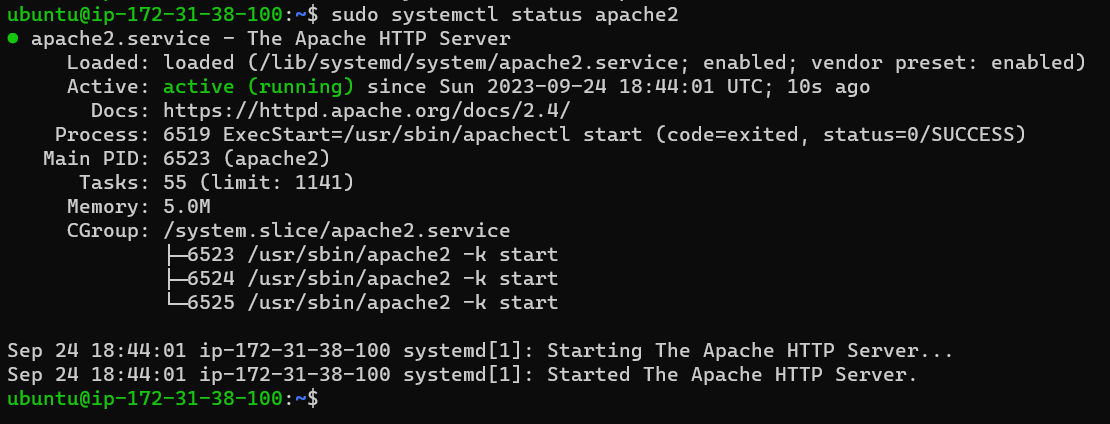 ubuntu@ip-172-31-38-100:~$ sudo systemctl status apache2
● apache2.service - The Apache HTTP Server
     Loaded: loaded (/lib/systemd/system/apache2.service; enabled; vendor preset: enabled)
     Active: active (running) since Sun 2023-09-24 18:44:01 UTC; 10s ago
       Docs: https://httpd.apache.org/docs/2.4/
    Process: 6519 ExecStart=/usr/sbin/apachectl start (code=exited, status=0/SUCCESS)
   Main PID: 6523 (apache2)
      Tasks: 55 (limit: 1141)
     Memory: 5.0M
     CGroup: /system.slice/apache2.service
             ├─6523 /usr/sbin/apache2 -k start
             ├─6524 /usr/sbin/apache2 -k start
             └─6525 /usr/sbin/apache2 -k start

Sep 24 18:44:01 ip-172-31-38-100 systemd[1]: Starting The Apache HTTP Server...
Sep 24 18:44:01 ip-172-31-38-100 systemd[1]: Started The Apache HTTP Server.
ubuntu@ip-172-31-38-100:~$